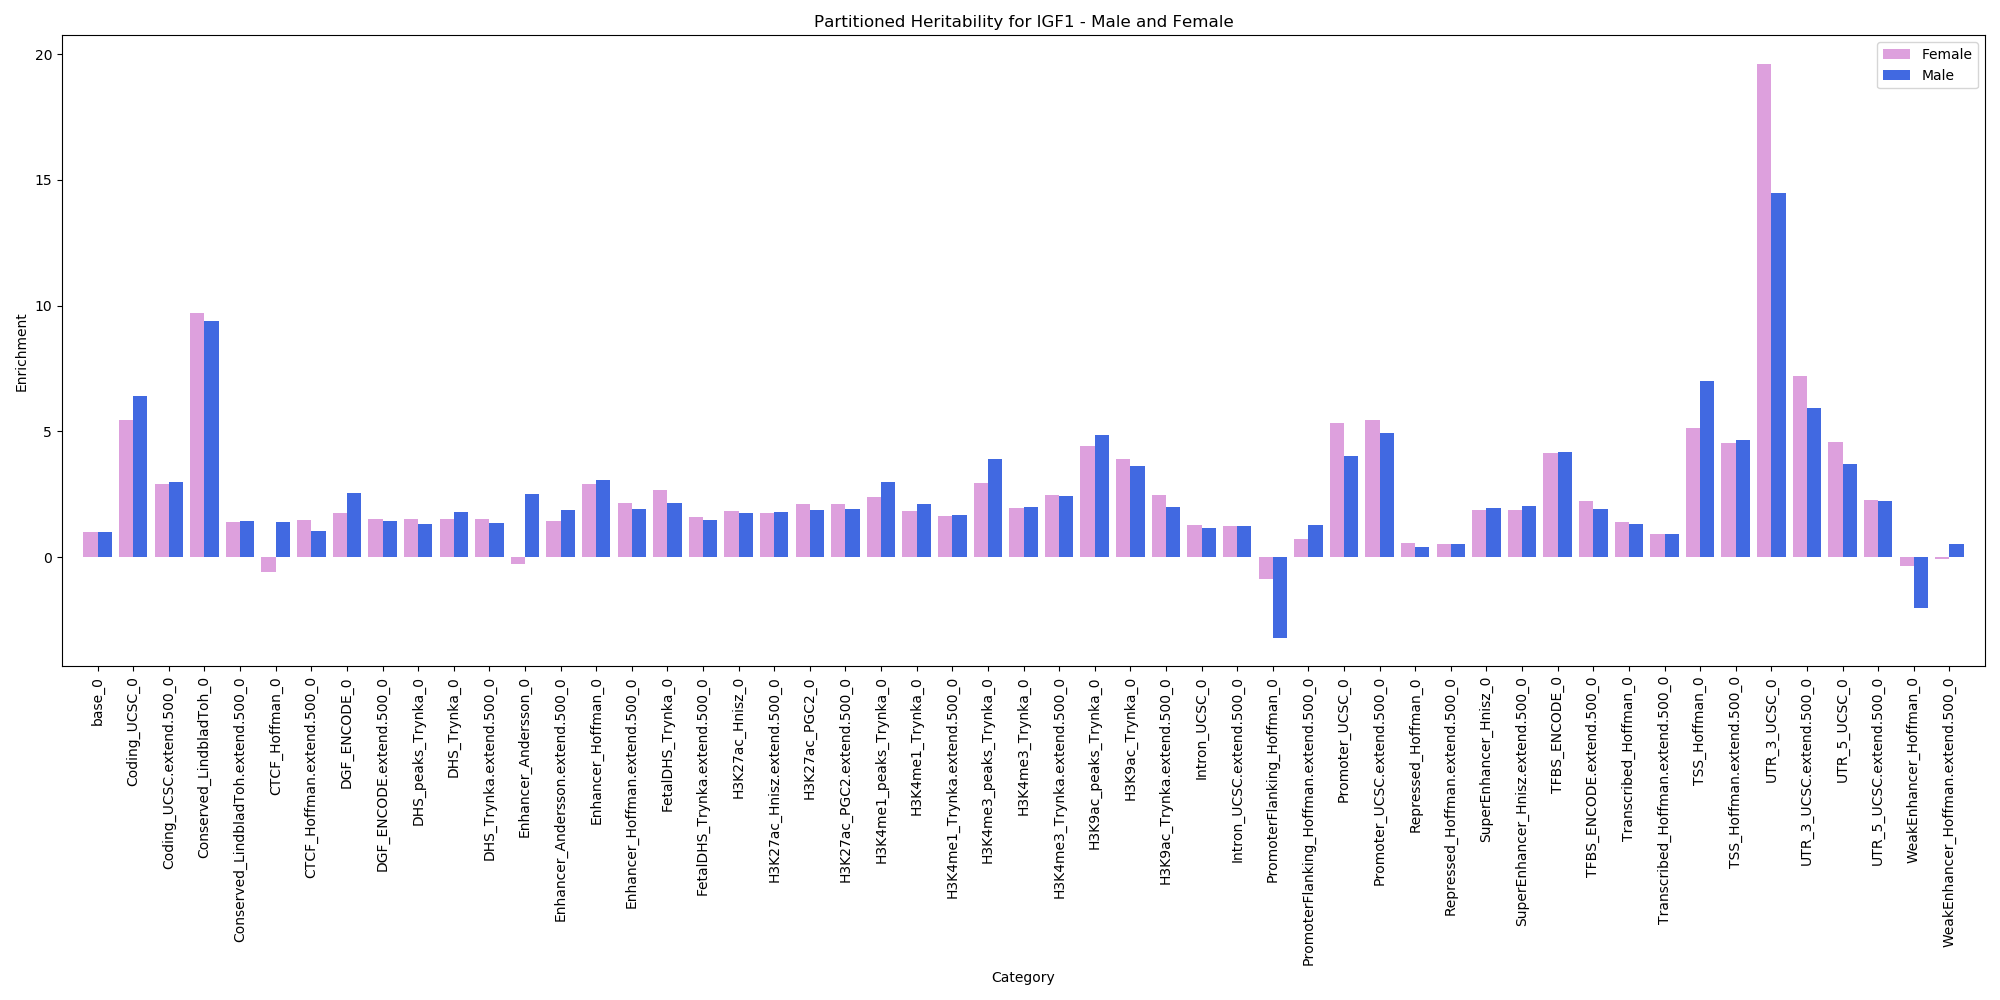 Partitioned Heritability for IGF1 - Male and Female
Female
Male
Enrichment
20
15
10
5
0
base_0
Coding_UCSC_0
Coding_UCSC.extend.500_0
Conserved_LindbladToh_0
Conserved_LindbladToh.extend.500_0
CTCF_Hoffman_0
CTCF_Hoffman.extend.500_0
DGF_ENCODE_0
DGF_ENCODE.extend.500_0
DHS_peaks_Trynka_0
DHS_Trynka_0
DHS_Trynka.extend.500_0
Enhancer_Andersson_0
Enhancer_Andersson.extend.500_0
Enhancer_Hoffman_0
Enhancer_Hoffman.extend.500_0
FetalDHS_Trynka_0
FetalDHS_Trynka.extend.500_0
H3K27ac_Hnisz_0
H3K27ac_Hnisz.extend.500_0
H3K27ac_PGC2_0
H3K27ac_PGC2.extend.500_0
H3K4me1_peaks_Trynka_0
H3K4me1_Trynka_0
H3K4me1_Trynka.extend.500_0
H3K4me3_peaks_Trynka_0
H3K4me3_Trynka_0
H3K4me3_Trynka.extend.500_0
H3K9ac_peaks_Trynka_0
H3K9ac_Trynka_0
H3K9ac_Trynka.extend.500_0
Intron_UCSC_0
Intron_UCSC.extend.500_0
PromoterFlanking_Hoffman_0
PromoterFlanking_Hoffman.extend.500_0
Promoter_UCSC_0
Promoter_UCSC.extend.500_0
Repressed_Hoffman_0
Repressed_Hoffman.extend.500_0
SuperEnhancer_Hnisz_0
SuperEnhancer_Hnisz.extend.500_0
TFBS_ENCODE_0
TFBS_ENCODE.extend.500_0
Transcribed_Hoffman_0
Transcribed_Hoffman.extend.500_0
TSS_Hoffman_0
TSS_Hoffman.extend.500_0
UTR_3_UCSC_0
UTR_3_UCSC.extend.500_0
UTR_5_UCSC_0
UTR_5_UCSC.extend.500_0
WeakEnhancer_Hoffman_0
WeakEnhancer_Hoffman.extend.500_0
Category